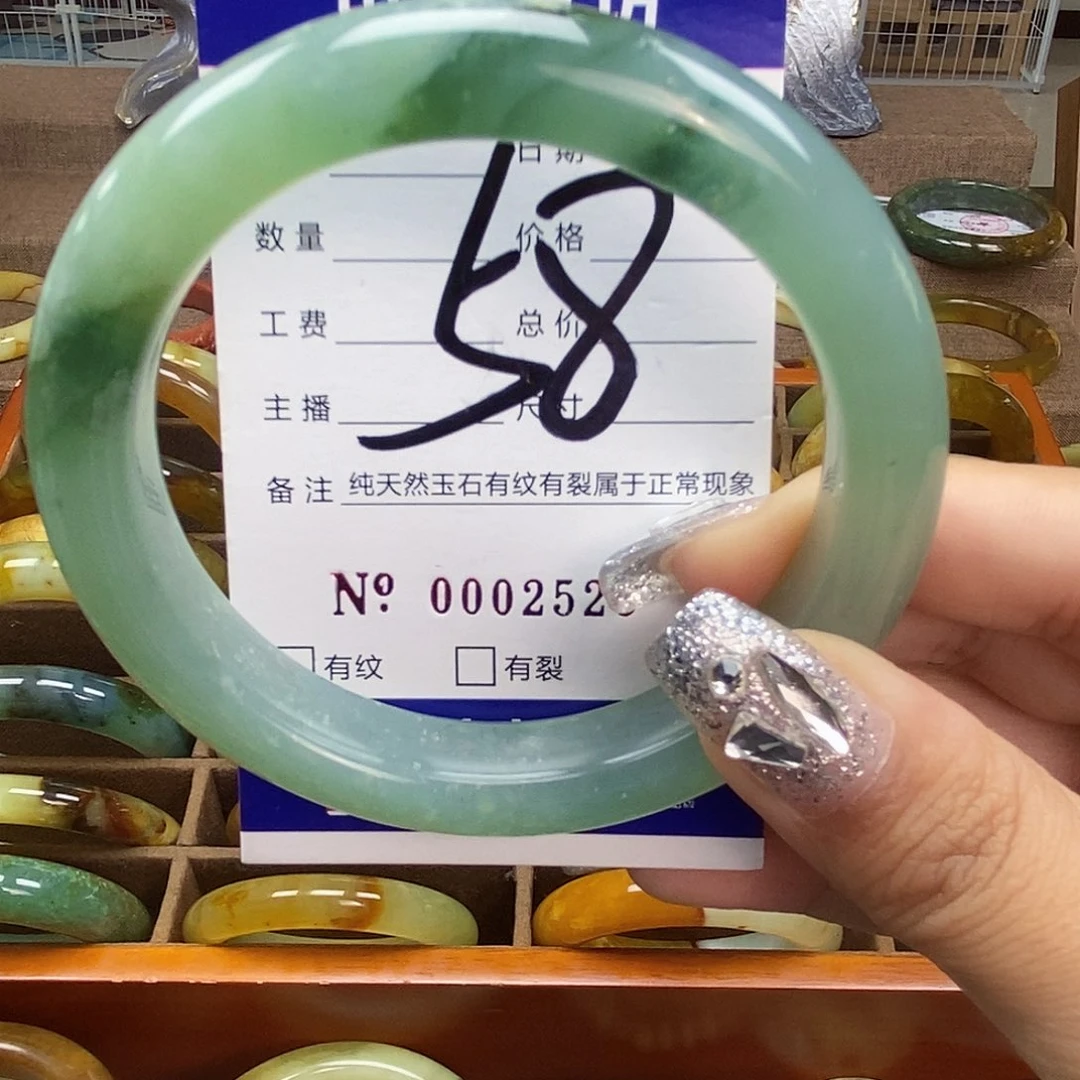 日期
数量 价格
工费 总价
主播 尺寸
58
备注 纯天然玉石有纹有裂属于正常现象
Nº 000252
有纹 有裂